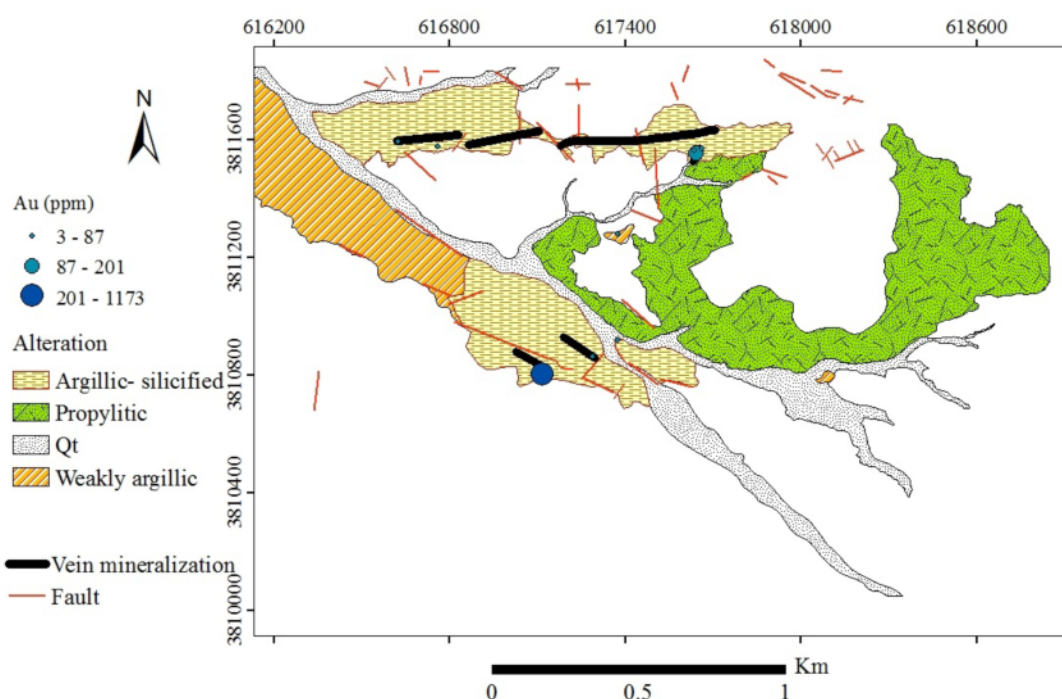 616200 616800 617400 618000 618600
N
3811600
3811200
3810800
3810400
3810000
Au (ppm)
3 - 87
87 - 201
201 - 1173
Alteration
Argillic- silicified
Propylitic
Qt
Weakly argillic
Vein mineralization
Fault
Km
0 0.5 1